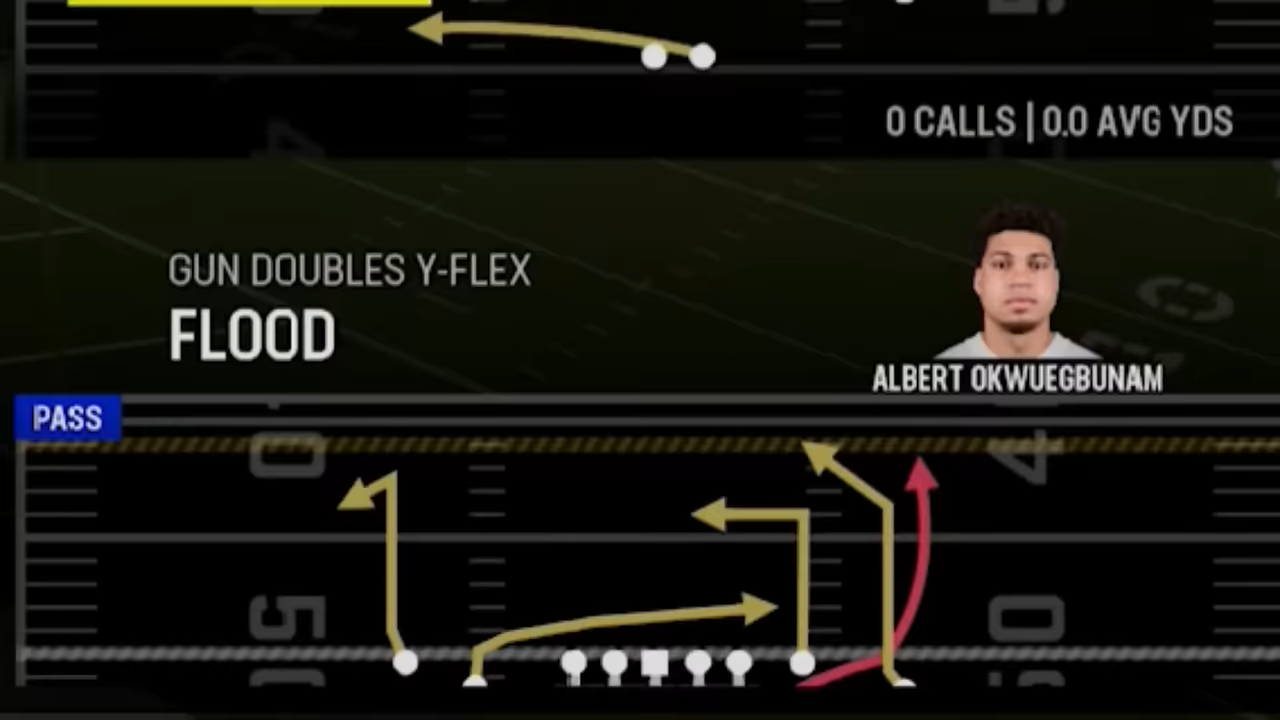 0 CALLS | 0.0 AVG YDS
GUN DOUBLES Y-FLEX
FLOOD
ALBERT OKWUEGBUNAM
PASS